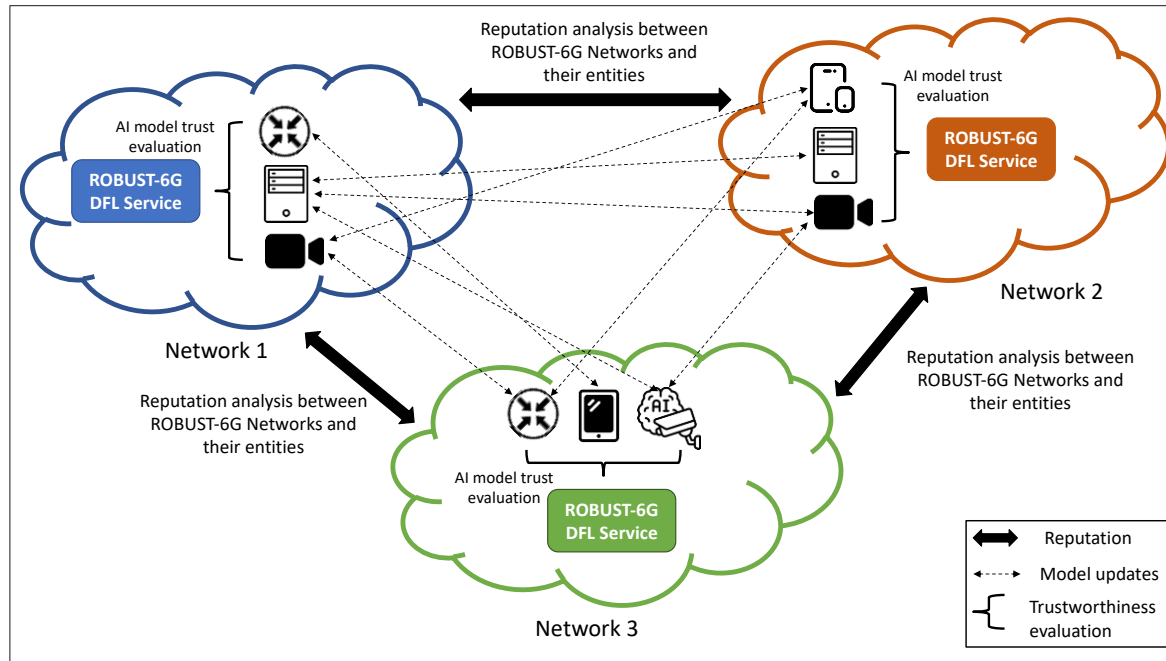 Reputation analysis between
ROBUST-6G Networks and
their entities
AI model trust
evaluation
ROBUST-6G
DFL Service
Network 1
AI model trust
evaluation
ROBUST-6G
DFL Service
Network 2
Reputation analysis between
ROBUST-6G Networks and
their entities
Reputation analysis between
ROBUST-6G Networks and
their entities
AI
AI model trust
evaluation
ROBUST-6G
DFL Service
Network 3
Reputation
Model updates
Trustworthiness
evaluation